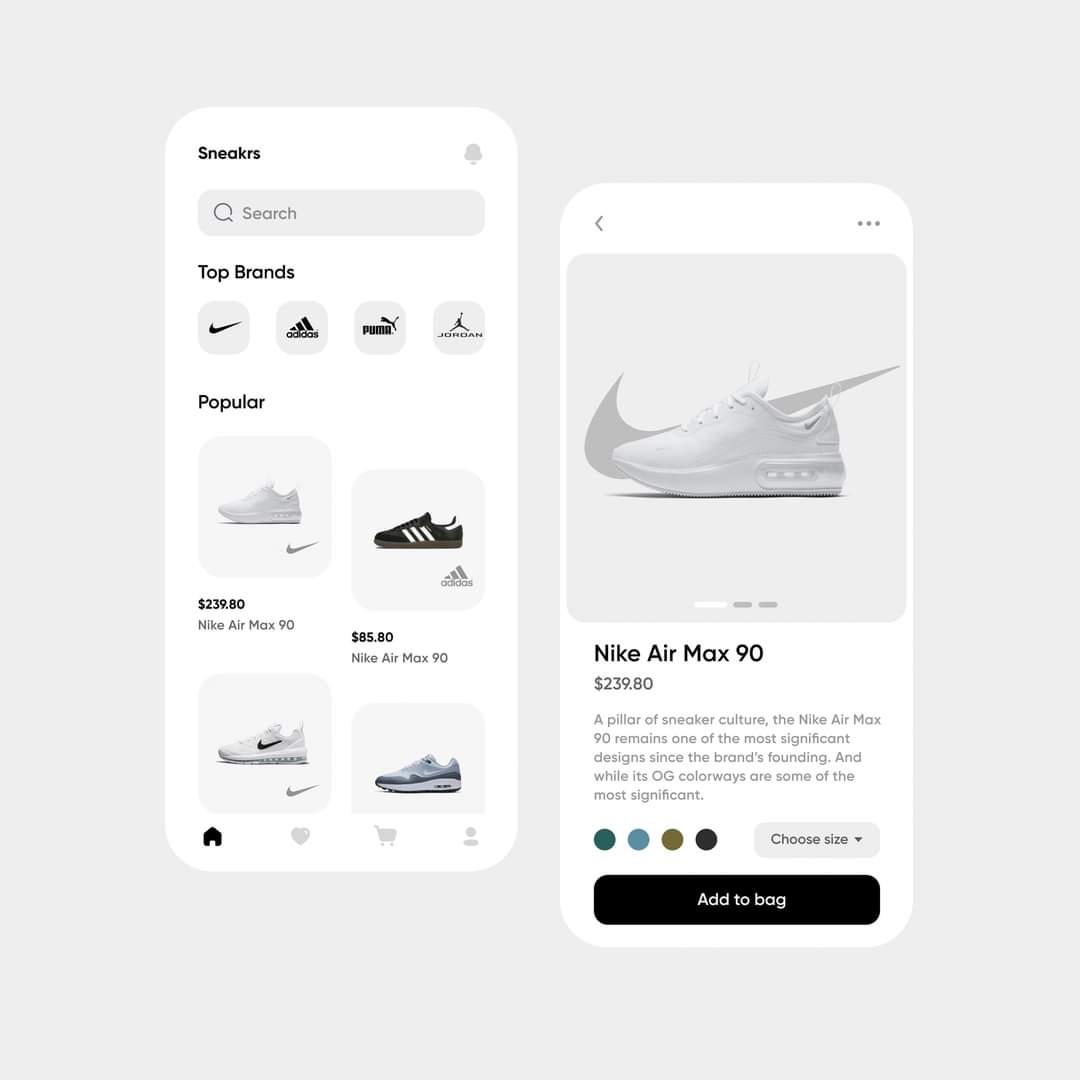 Sneakrs
Search
Top Brands
adidas
PUMA
JORDAN
Popular
adidas
$239.80
Nike Air Max 90
$85.80
Nike Air Max 90
Nike Air Max 90
$239.80
A pillar of sneaker culture, the Nike Air Max
90 remains one of the most significant
designs since the brand’s founding. And
while its OG colorways are some of the
most significant.
Choose size
Add to bag